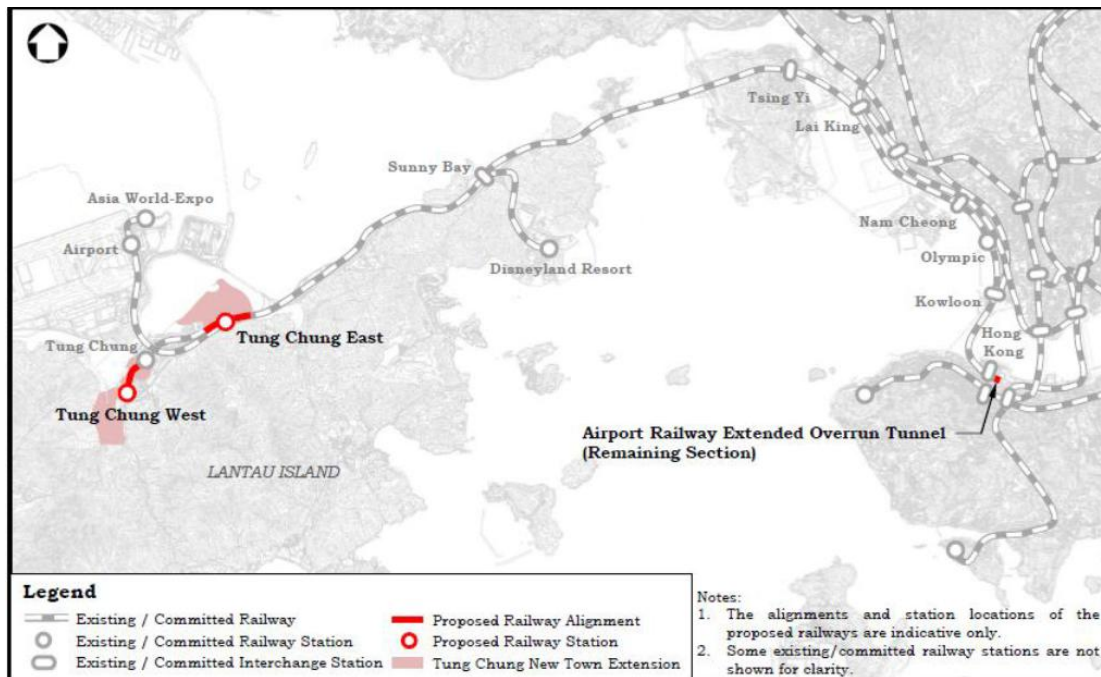 Tsing Yi
Lai King
Sunny Bay
Asia World-Expo
Nam Cheong
Airport
Olympic
Disneyland Resort
Kowloon
Tung Chung East
Hong
Kong
Tung Chung
Tung Chung West
Airport Railway Extended Overrun Tunnel
(Remaining Section)
LANTAU ISLAND
Legend
Existing / Committed Railway
Existing / Committed Railway Station
Existing / Committed Interchange Station
Proposed Railway Alignment
Proposed Railway Station
Tung Chung New Town Extension
Notes:
1. The alignments and station locations of the
proposed railways are indicative only.
2. Some existing/committed railway stations are not
shown for clarity.